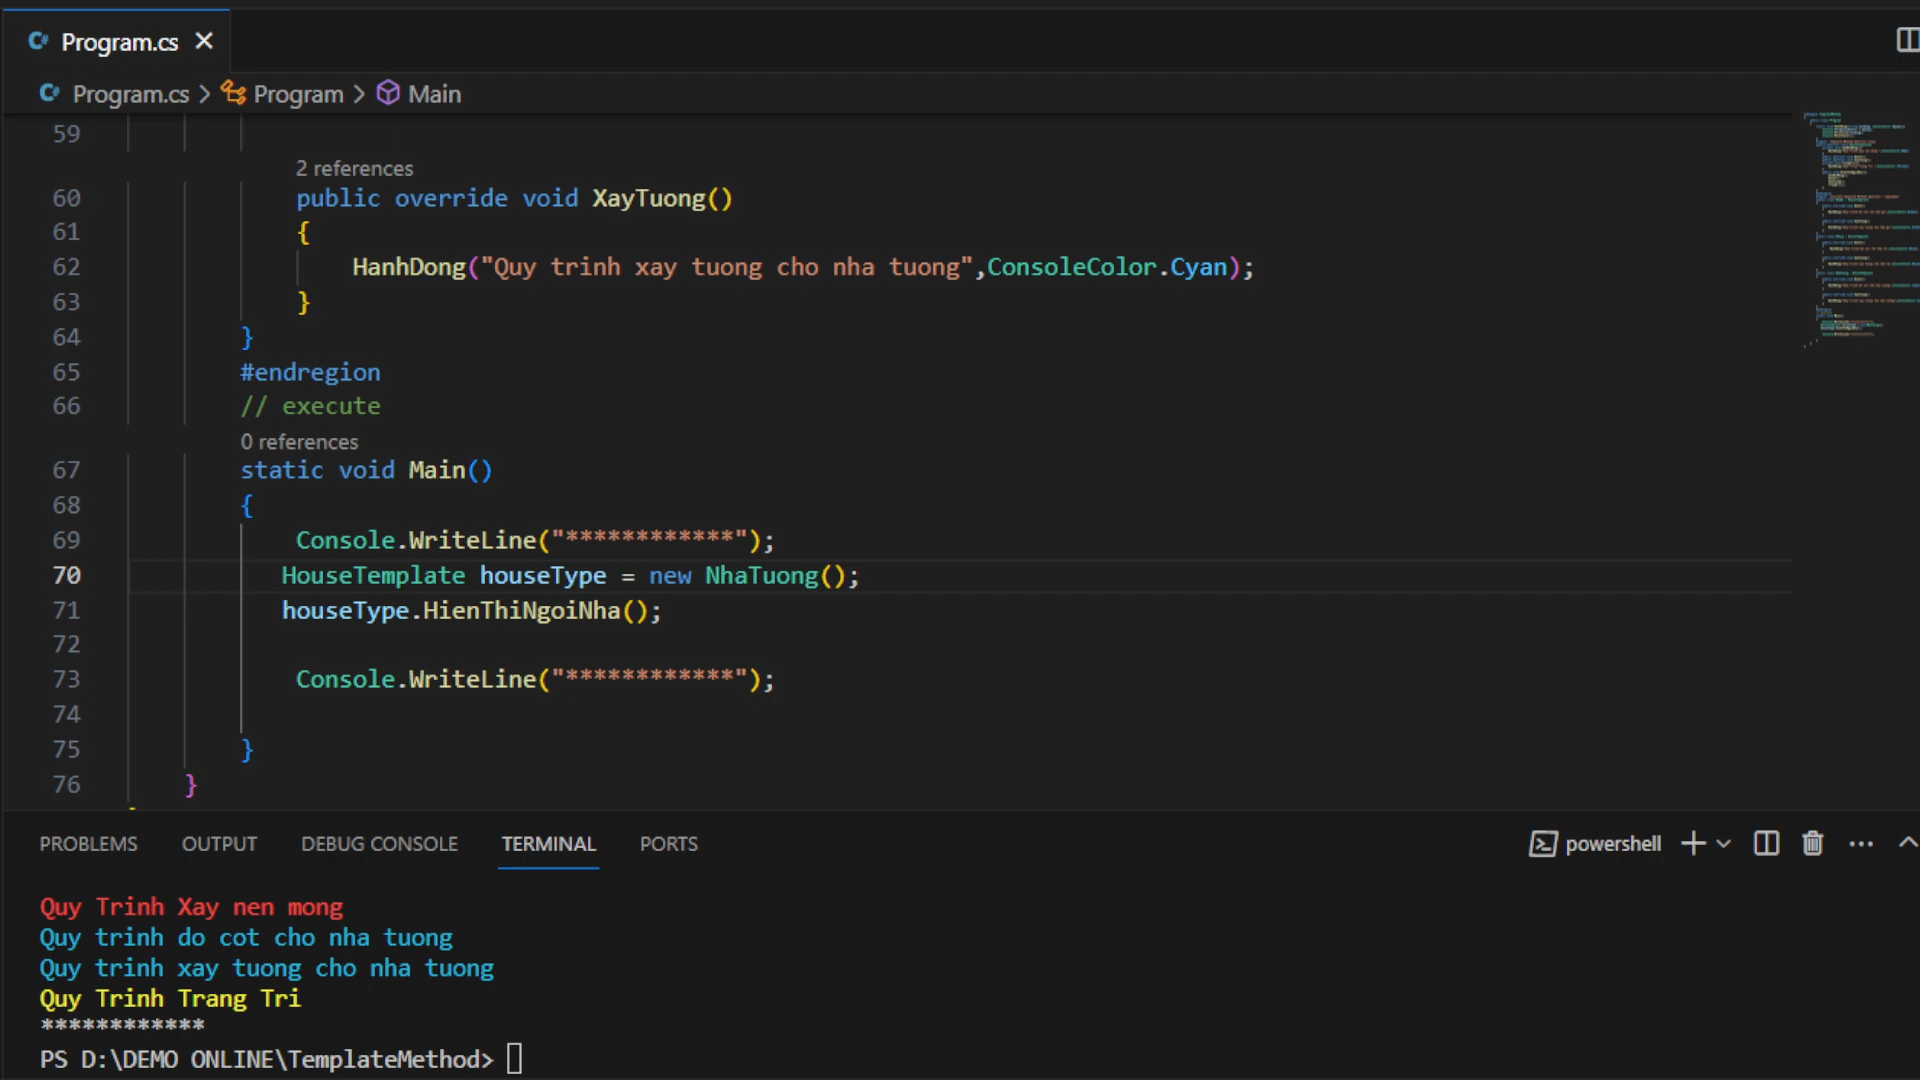 Program.cs
Program.cs > Program > Main
59
2 references
60 public override void XayTuong()
61 {
62 HanhDong("Quy trinh xay tuong cho nha tuong",ConsoleColor.Cyan);
63 }
64 }
65 #endregion
66 // execute
0 references
67 static void Main()
68 {
69 Console.WriteLine("************");
70 HouseTemplate houseType = new NhaTuong();
71 houseType.HienThiNgoiNha();
72
73 Console.WriteLine("************");
74
75 }
76 }
PROBLEMS OUTPUT DEBUG CONSOLE TERMINAL PORTS powershell
Quy Trinh Xay nen mong
Quy trinh do cot cho nha tuong
Quy trinh xay tuong cho nha tuong
Quy Trinh Trang Tri
************
PS D:\DEMO ONLINE\TemplateMethod>